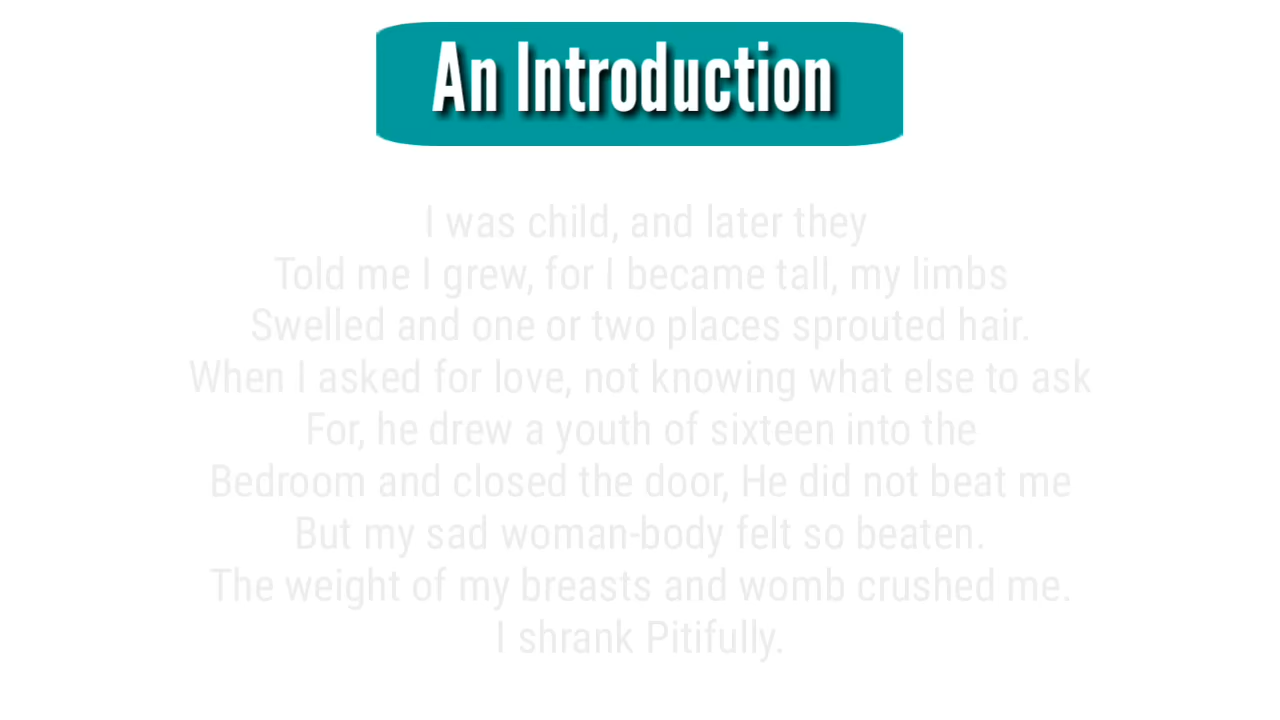 An Introduction
I was child, and later they
Told me I grew, for I became tall, my limbs
Swelled and one or two places sprouted hair.
When I asked for love, not knowing what else to ask
For, he drew a youth of sixteen into the
Bedroom and closed the door, He did not beat me
But my sad woman-body felt so beaten.
The weight of my breasts and womb crushed me.
I shrank Pitifully.